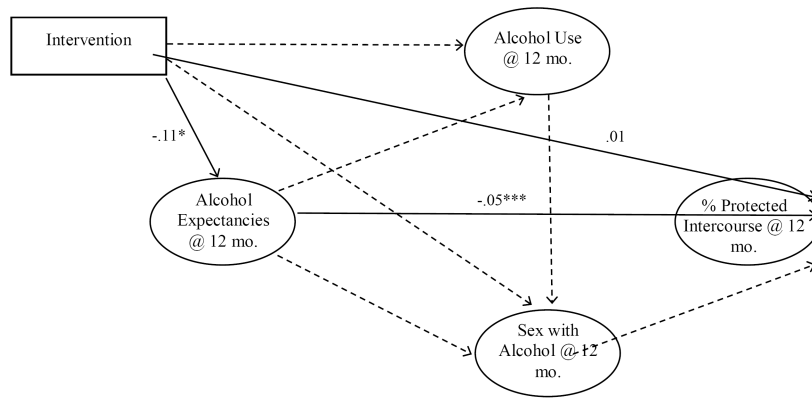 Intervention
Alcohol Use
@ 12 mo.
-.11*
.01
Alcohol
Expectancies
@ 12 mo.
-.05***
% Protected
Intercourse @ 12
mo.
Sex with
Alcohol @ 12
mo.